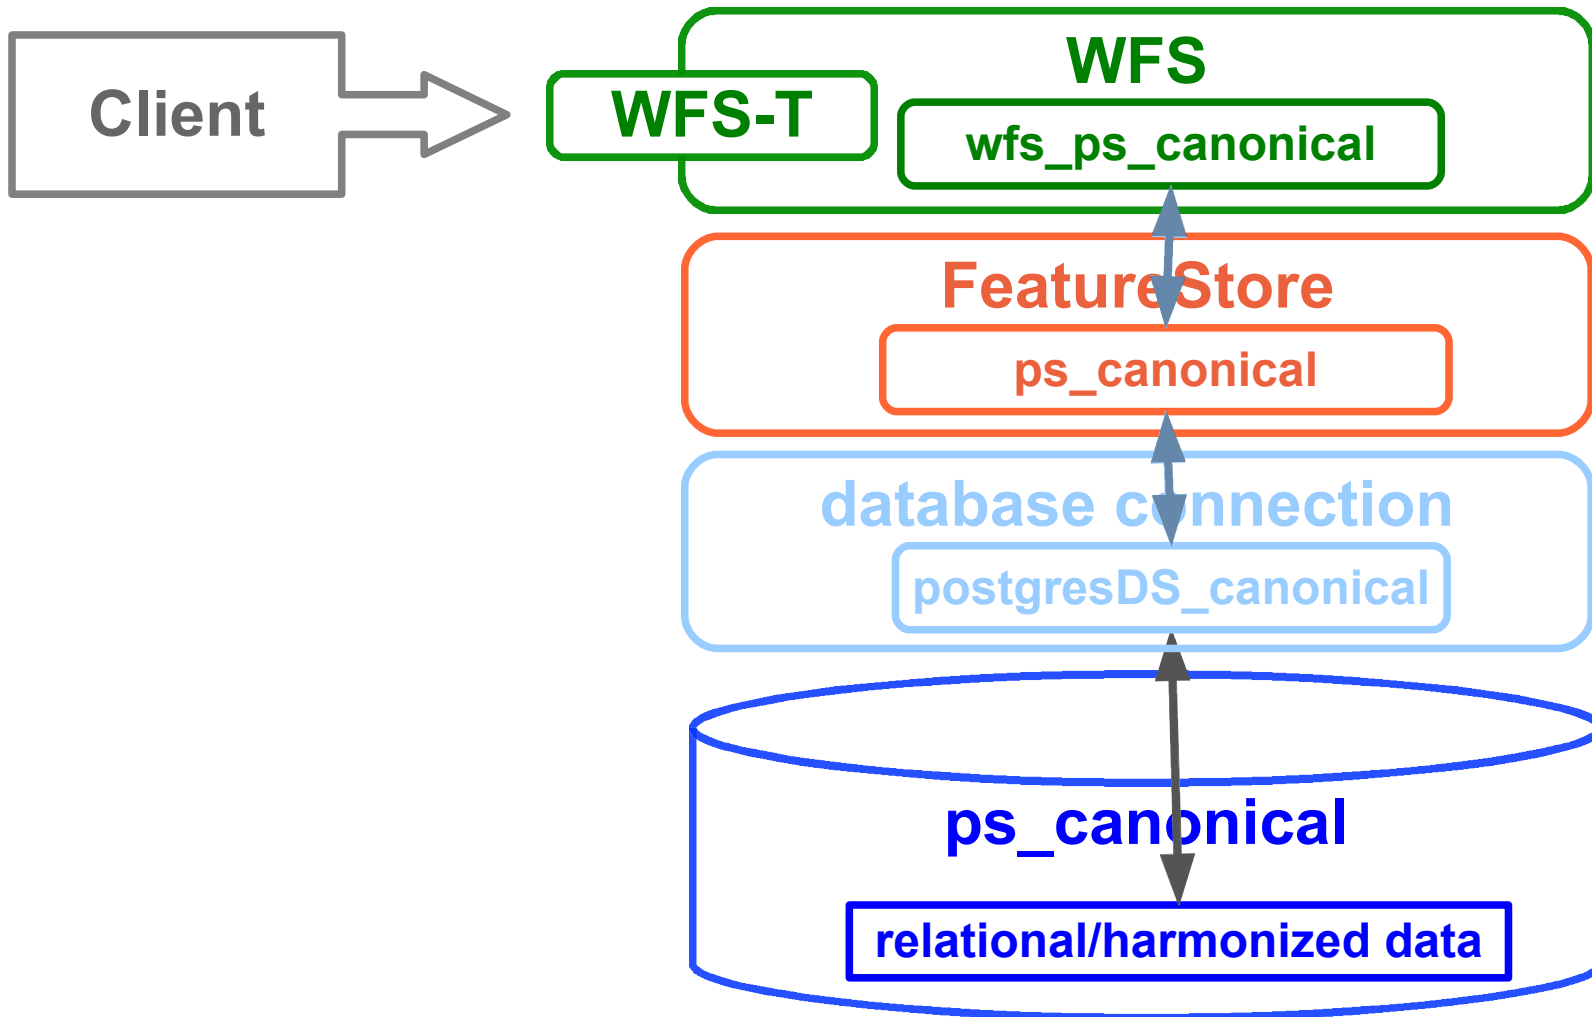 Client
WFS-T
WFS
wfs_ps_canonical
FeatureStore
ps_canonical
database connection
postgresDS_canonical
ps_canonical
relational/harmonized data